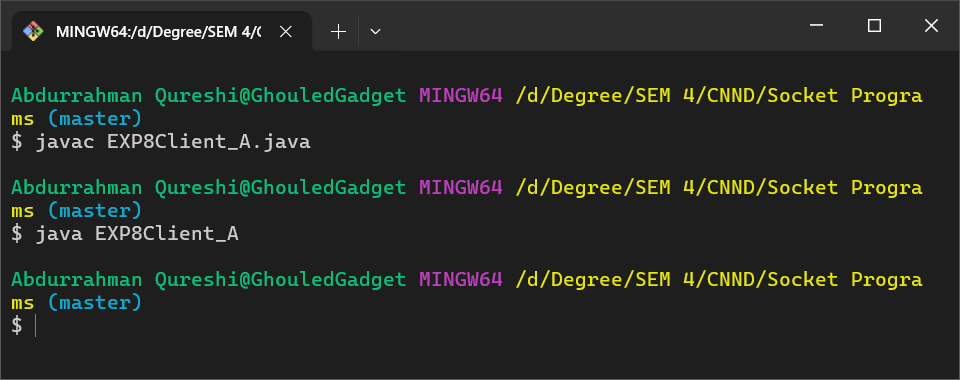 MINGW64:/d/Degree/SEM 4/C
Abdurrahman Qureshi@GhouledGadget MINGW64 /d/Degree/SEM 4/CNND/Socket Progra
ms (master)
$ javac EXP8Client_A.java
Abdurrahman Qureshi@GhouledGadget MINGW64 /d/Degree/SEM 4/CNND/Socket Progra
ms (master)
$ java EXP8Client_A
Abdurrahman Qureshi@GhouledGadget MINGW64 /d/Degree/SEM 4/CNND/Socket Progra
ms (master)
$